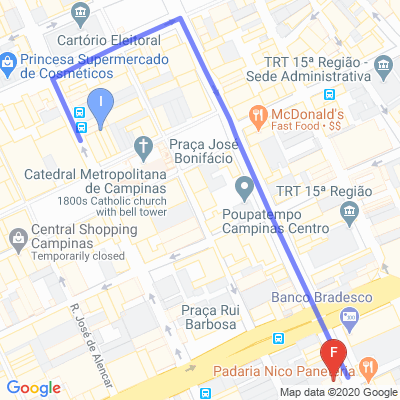 Cartório Eleitoral
Princesa Supermercado
de Cosméticos
TRT 15ª Região -
Sede Administrativa
I
McDonald's
Fast Food • $$
Praça José
Bonifácio
Catedral Metropolitana
de Campinas
1800s Catholic church
with bell tower
TRT 15ª Região
Poupatempo
Campinas Centro
Central Shopping
Campinas
Temporarily closed
Banco Bradesco
Praça Rui
Barbosa
R. José de Alencar
F
Padaria Nico Paneteria
Google
Map data ©2020 Google